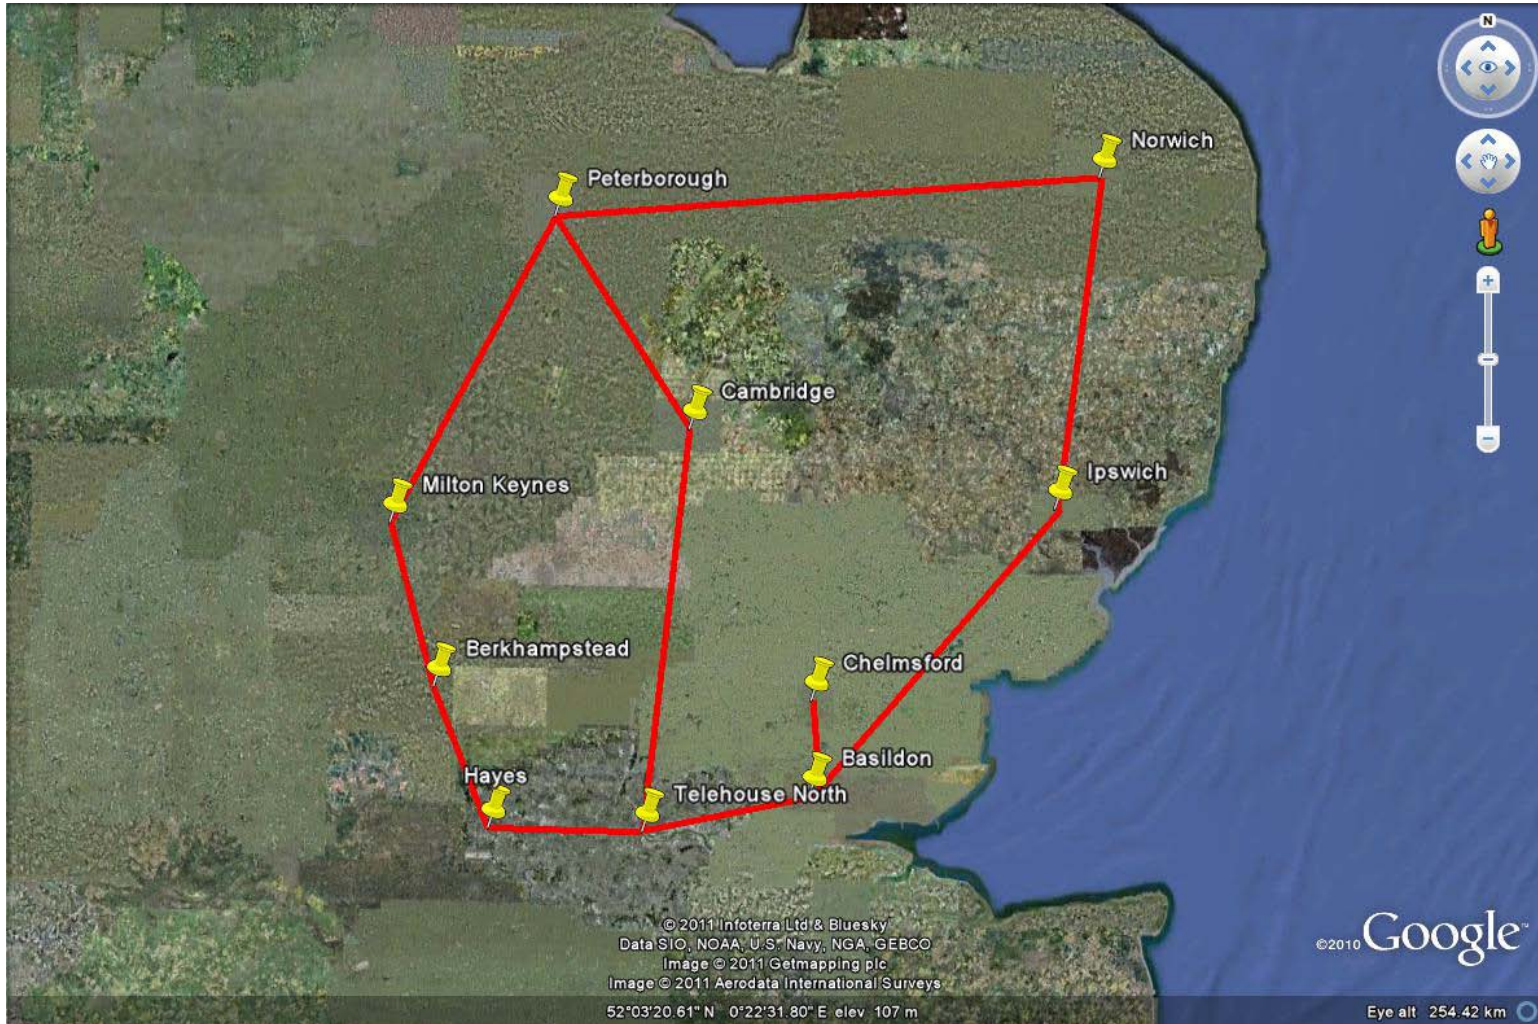 N
Norwich
Peterborough
Cambridge
Ipswich
Milton Keynes
Berkhampstead
Chelmsford
Basildon
Hayes
Telehouse North
© 2011 Infoterra Ltd & Bluesky
Data SIO, NOAA, U.S. Navy, NGA, GEBCO
Image © 2011 Getmapping plc
Image © 2011 Aerodata International Surveys
©2010 Google™
52°03'20.61" N 0°22'31.80" E elev 107 m
Eye alt 254.42 km